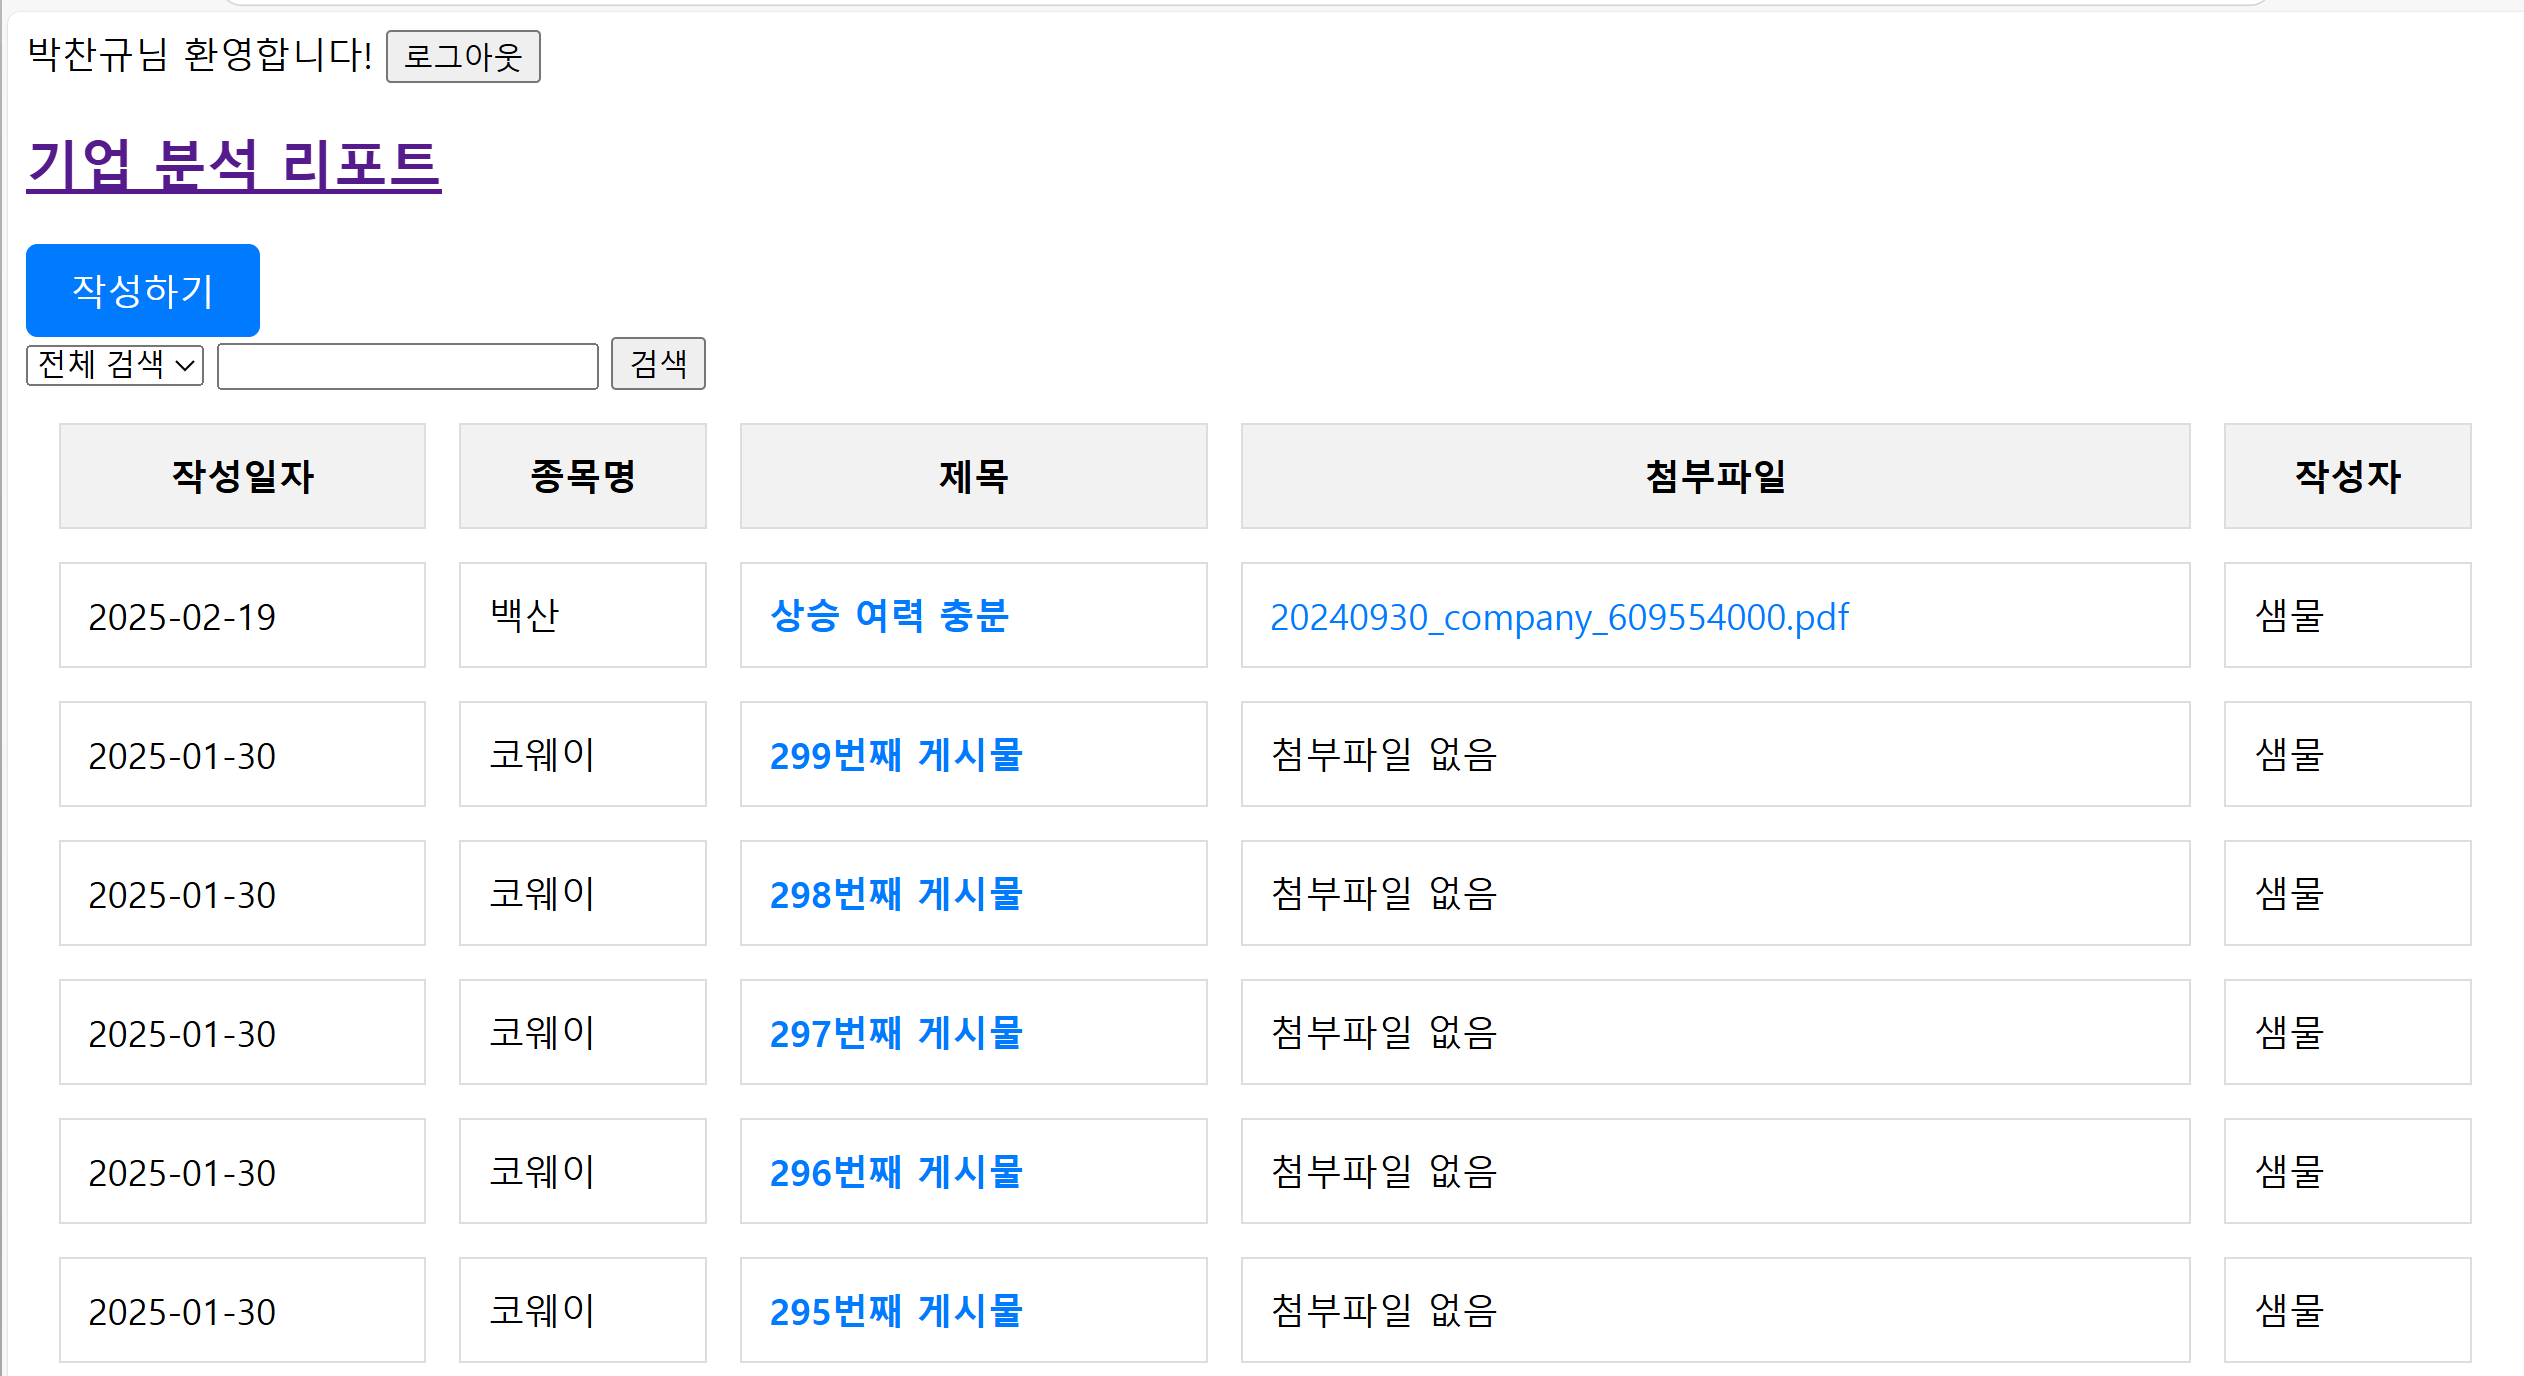 박찬규님 환영합니다! 로그아웃
기업 분석 리포트
작성하기
전체 검색 검색
작성일자 종목명 제목 첨부파일 작성자
2025-02-19 백산 상승 여력 충분 20240930_company_609554000.pdf 샘물
2025-01-30 코웨이 299번째 게시물 첨부파일 없음 샘물
2025-01-30 코웨이 298번째 게시물 첨부파일 없음 샘물
2025-01-30 코웨이 297번째 게시물 첨부파일 없음 샘물
2025-01-30 코웨이 296번째 게시물 첨부파일 없음 샘물
2025-01-30 코웨이 295번째 게시물 첨부파일 없음 샘물